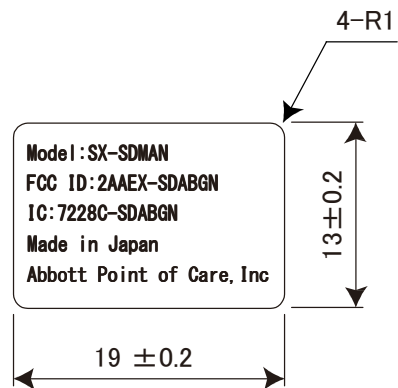 4-R1
Model:SX-SDMAN
FCC ID:2AAEX-SDABGN
IC:7228C-SDABGN
Made in Japan
Abbott Point of Care,Inc
13±0.2
19 ±0.2